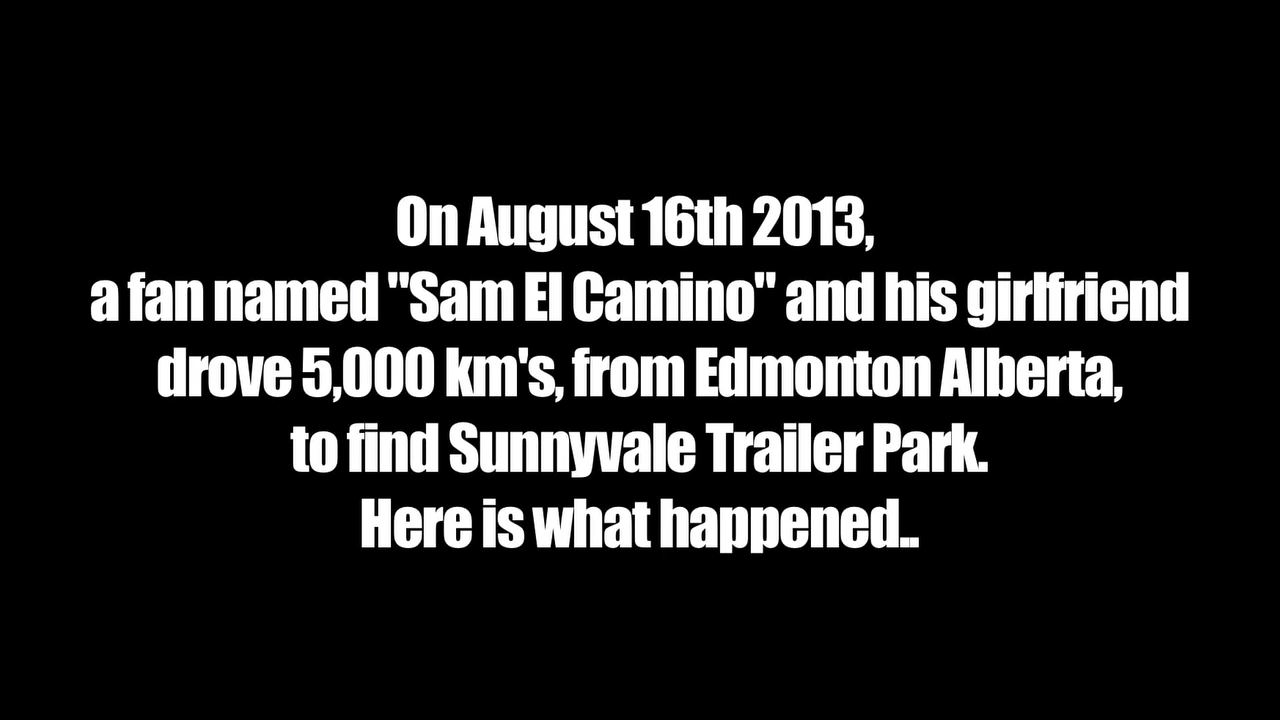 On August 16th 2013,
a fan named "Sam El Camino" and his girlfriend
drove 5,000 km's, from Edmonton Alberta,
to find Sunnyvale Trailer Park.
Here is what happened..